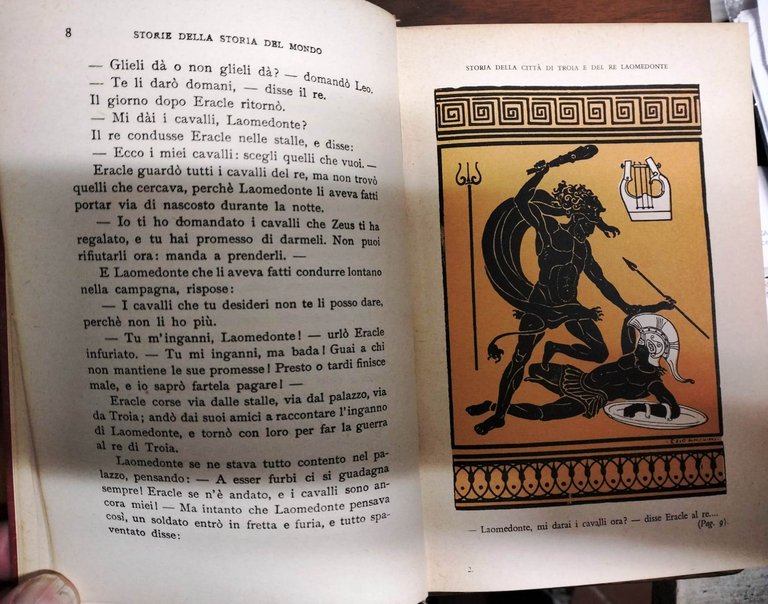 8
STORIE DELLA STORIA DEL MONDO
— Glieli dà o non glieli dà? — domandò Leo.
— Te li darò domani, — disse il re.
Il giorno dopo Eracle ritornò.
— Mi dài i cavalli, Laomedonte?
Il re condusse Eracle nelle stalle, e disse:
— Ecco i miei cavalli: scegli quelli che vuoi. —
Eracle guardò tutti i cavalli del re, ma non trovò
quelli che cercava, perchè Laomedonte li aveva fatti
portar via di nascosto durante la notte.
— Io ti ho domandato i cavalli che Zeus ti ha
regalato, e tu hai promesso di darmeli. Non puoi
rifiutarli ora: manda a prenderli. —
E Laomedonte che li aveva fatti condurre lontano
nella campagna, rispose:
— I cavalli che tu desideri non te li posso dare,
perchè non li ho più.
— Tu m'inganni, Laomedonte! — urlò Eracle
infuriato. — Tu mi inganni, ma bada! Guai a chi
non mantiene le sue promesse! Presto o tardi finisce
male, e io saprò fartela pagare! —
Eracle corse via dalle stalle, via dal palazzo, via
da Troia; andò dai suoi amici a raccontare l'inganno
di Laomedonte, e tornò con loro per far la guerra
al re di Troia.
Laomedonte se ne stava tutto contento nel pa-
lazzo, pensando: — A esser furbi ci si guadagna
sempre! Eracle se n'è andato, e i cavalli sono an-
cora miei! — Ma intanto che Laomedonte pensava
così, un soldato entrò in fretta e furia, e tutto spa-
ventato disse:
STORIA DELLA CITTÀ DI TROIA E DEL RE LAOMEDONTE
— Laomedonte, mi darai i cavalli ora? — disse Eracle al re....
(Pag. 9).
2.